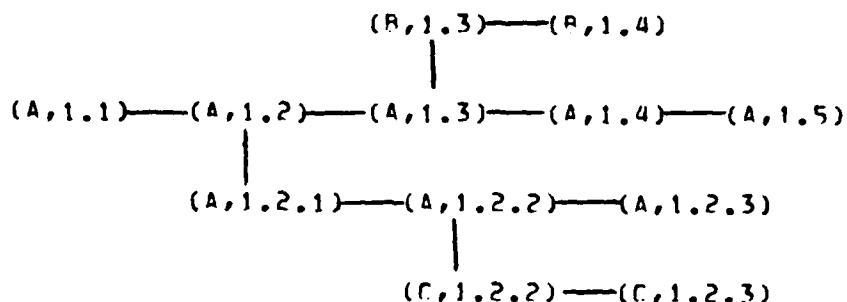 (B,1.3)—(B,1.4)
(A,1.1)—(A,1.2)—(A,1.3)—(A,1.4)—(A,1.5)
(A,1.2.1)—(A,1.2.2)—(A,1.2.3)
(C,1.2.2)—(C,1.2.3)